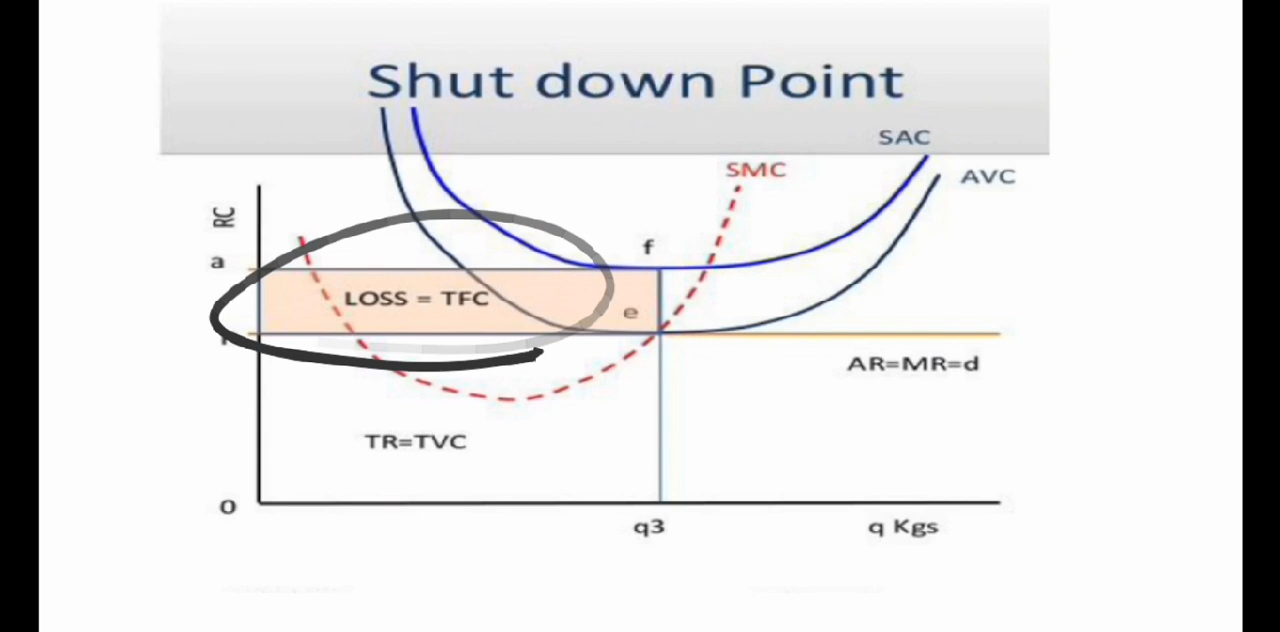 Shut down Point
SAC
SMC
AVC
RC
f
a
LOSS = TFC
e
AR=MR=d
TR=TVC
0
q3
q Kgs